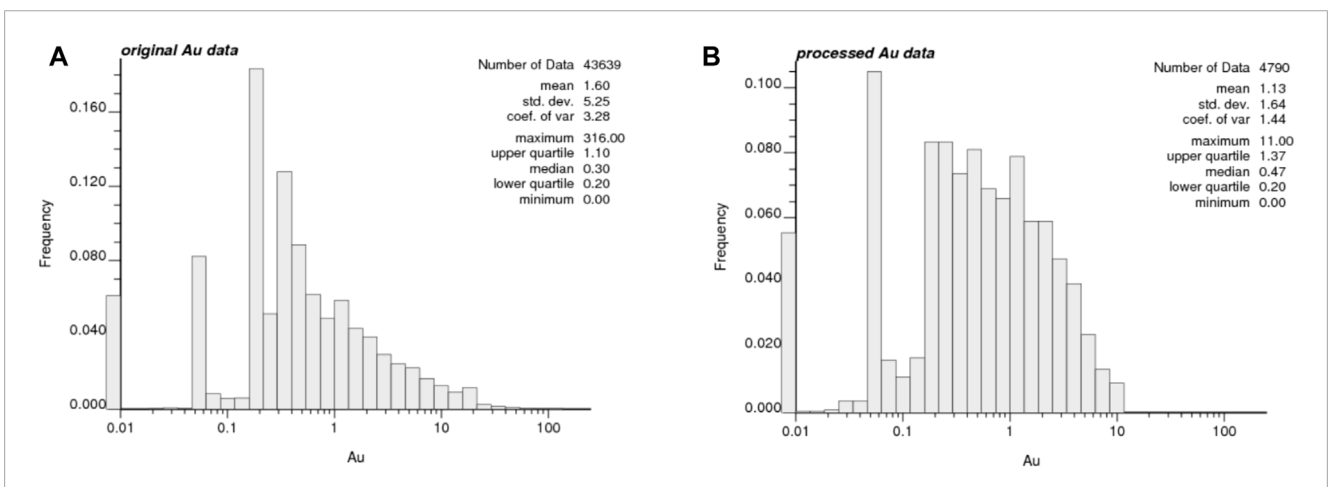 A
original Au data
Number of Data 43639
mean 1.60
std. dev. 5.25
coef. of var 3.28
maximum 316.00
upper quartile 1.10
median 0.30
lower quartile 0.20
minimum 0.00
Frequency
0.160
0.120
0.080
0.040
0.000
0.01 0.1 1 10 100
Au
B
processed Au data
Number of Data 4790
mean 1.13
std. dev. 1.64
coef. of var 1.44
maximum 11.00
upper quartile 1.37
median 0.47
lower quartile 0.20
minimum 0.00
Frequency
0.100
0.080
0.060
0.040
0.020
0.000
0.01 0.1 1 10 100
Au